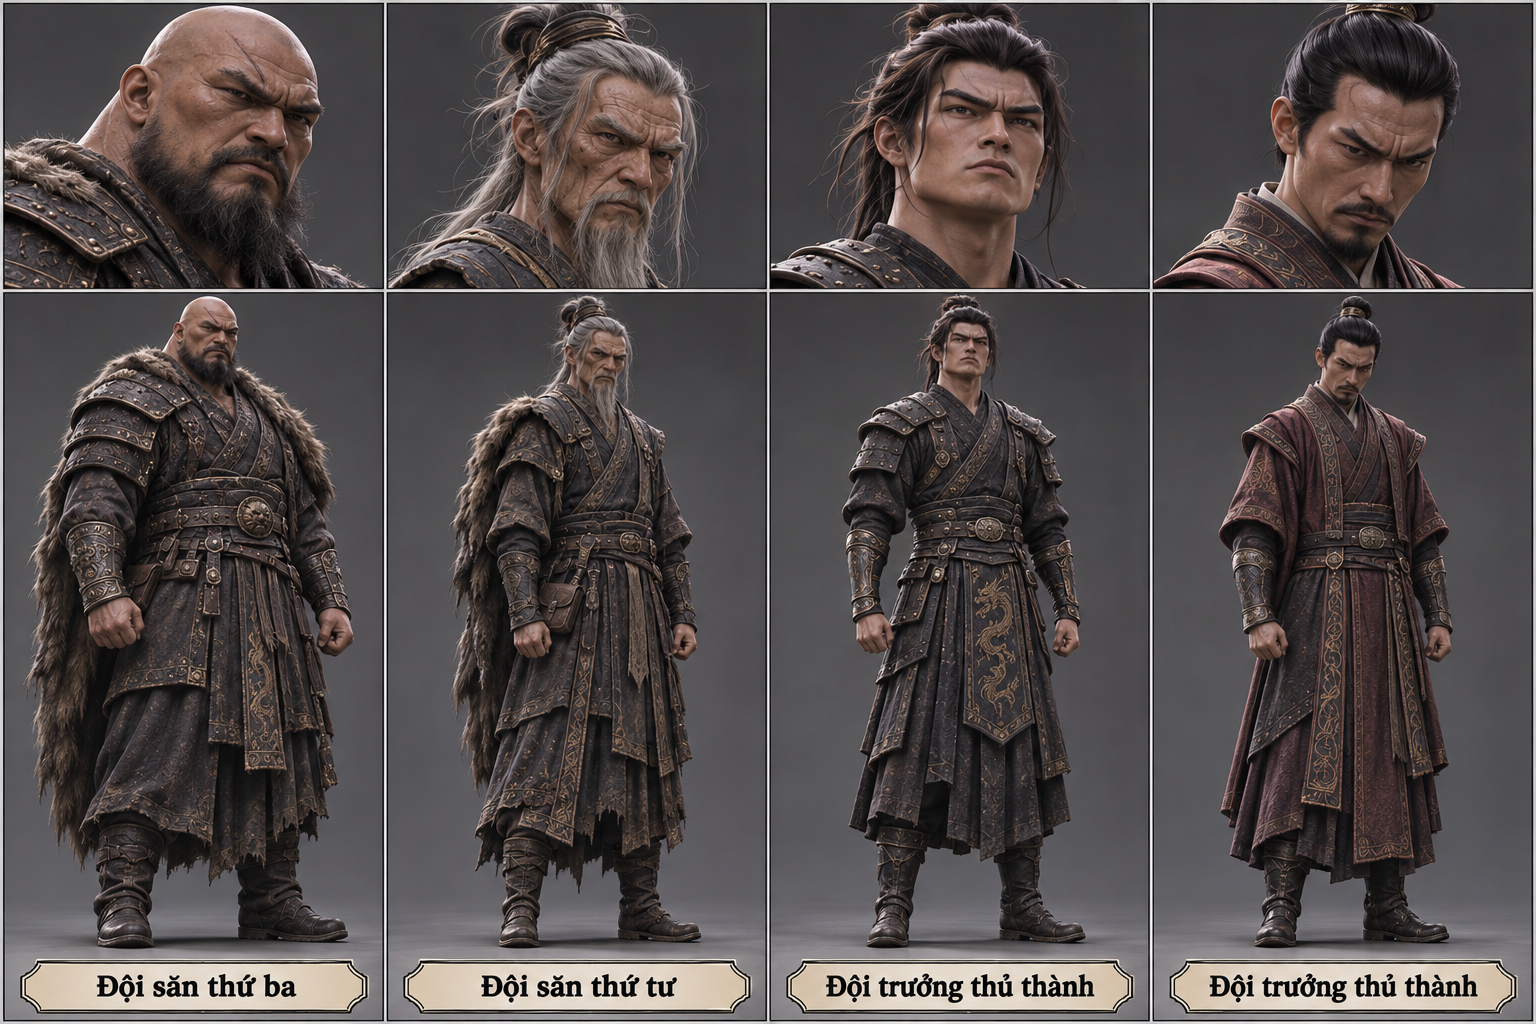 Đội săn thứ ba
Đội săn thứ tư
Đội trưởng thủ thành
Đội trưởng thủ thành